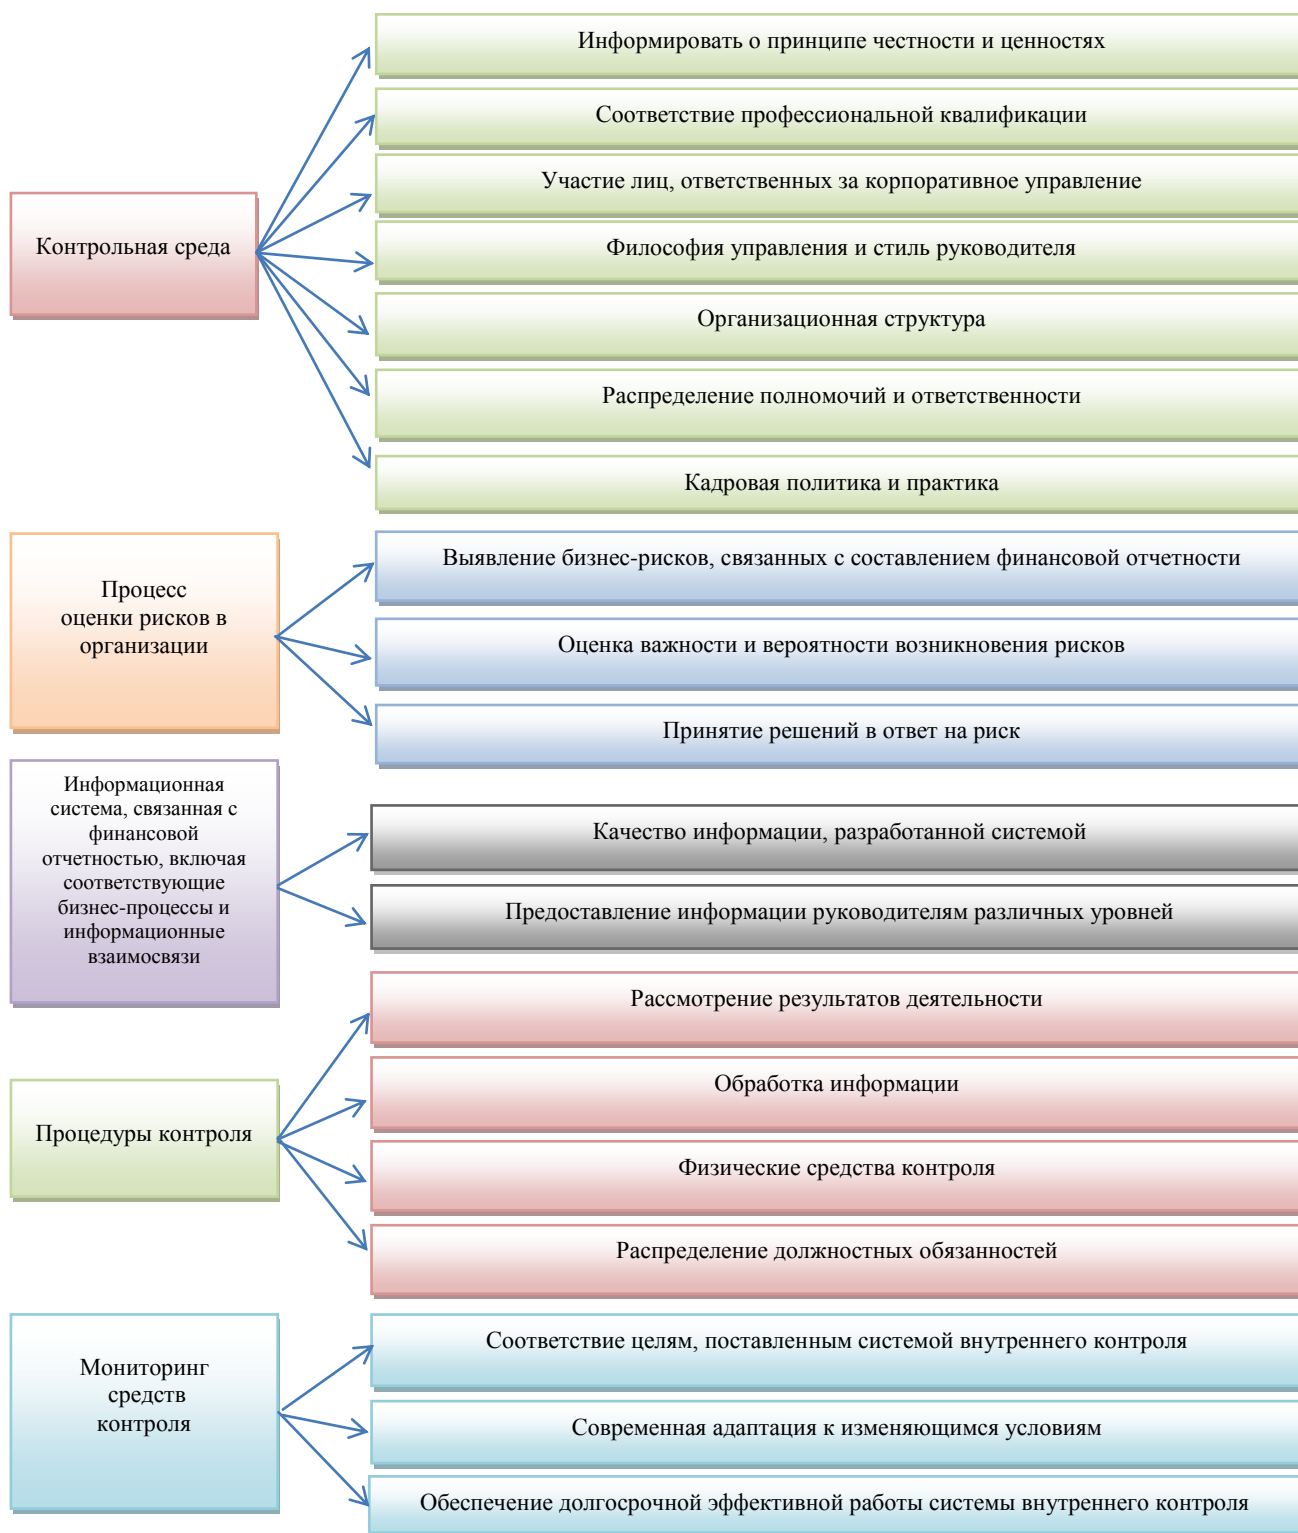 Информировать о принципе честности и ценностях
Соответствие профессиональной квалификации
Участие лиц, ответственных за корпоративное управление
Контрольная среда
Философия управления и стиль руководителя
Организационная структура
Распределение полномочий и ответственности
Кадровая политика и практика
Процесс
оценки рисков в
организации
Выявление бизнес-рисков, связанных с составлением финансовой отчетности
Оценка важности и вероятности возникновения рисков
Принятие решений в ответ на риск
Информационная
система, связанная с
финансовой
отчетностью, включая
соответствующие
бизнес-процессы и
информационные
взаимосвязи
Качество информации, разработанной системой
Предоставление информации руководителям различных уровней
Процедуры контроля
Рассмотрение результатов деятельности
Обработка информации
Физические средства контроля
Распределение должностных обязанностей
Мониторинг
средств
контроля
Соответствие целям, поставленным системой внутреннего контроля
Современная адаптация к изменяющимся условиям
Обеспечение долгосрочной эффективной работы системы внутреннего контроля